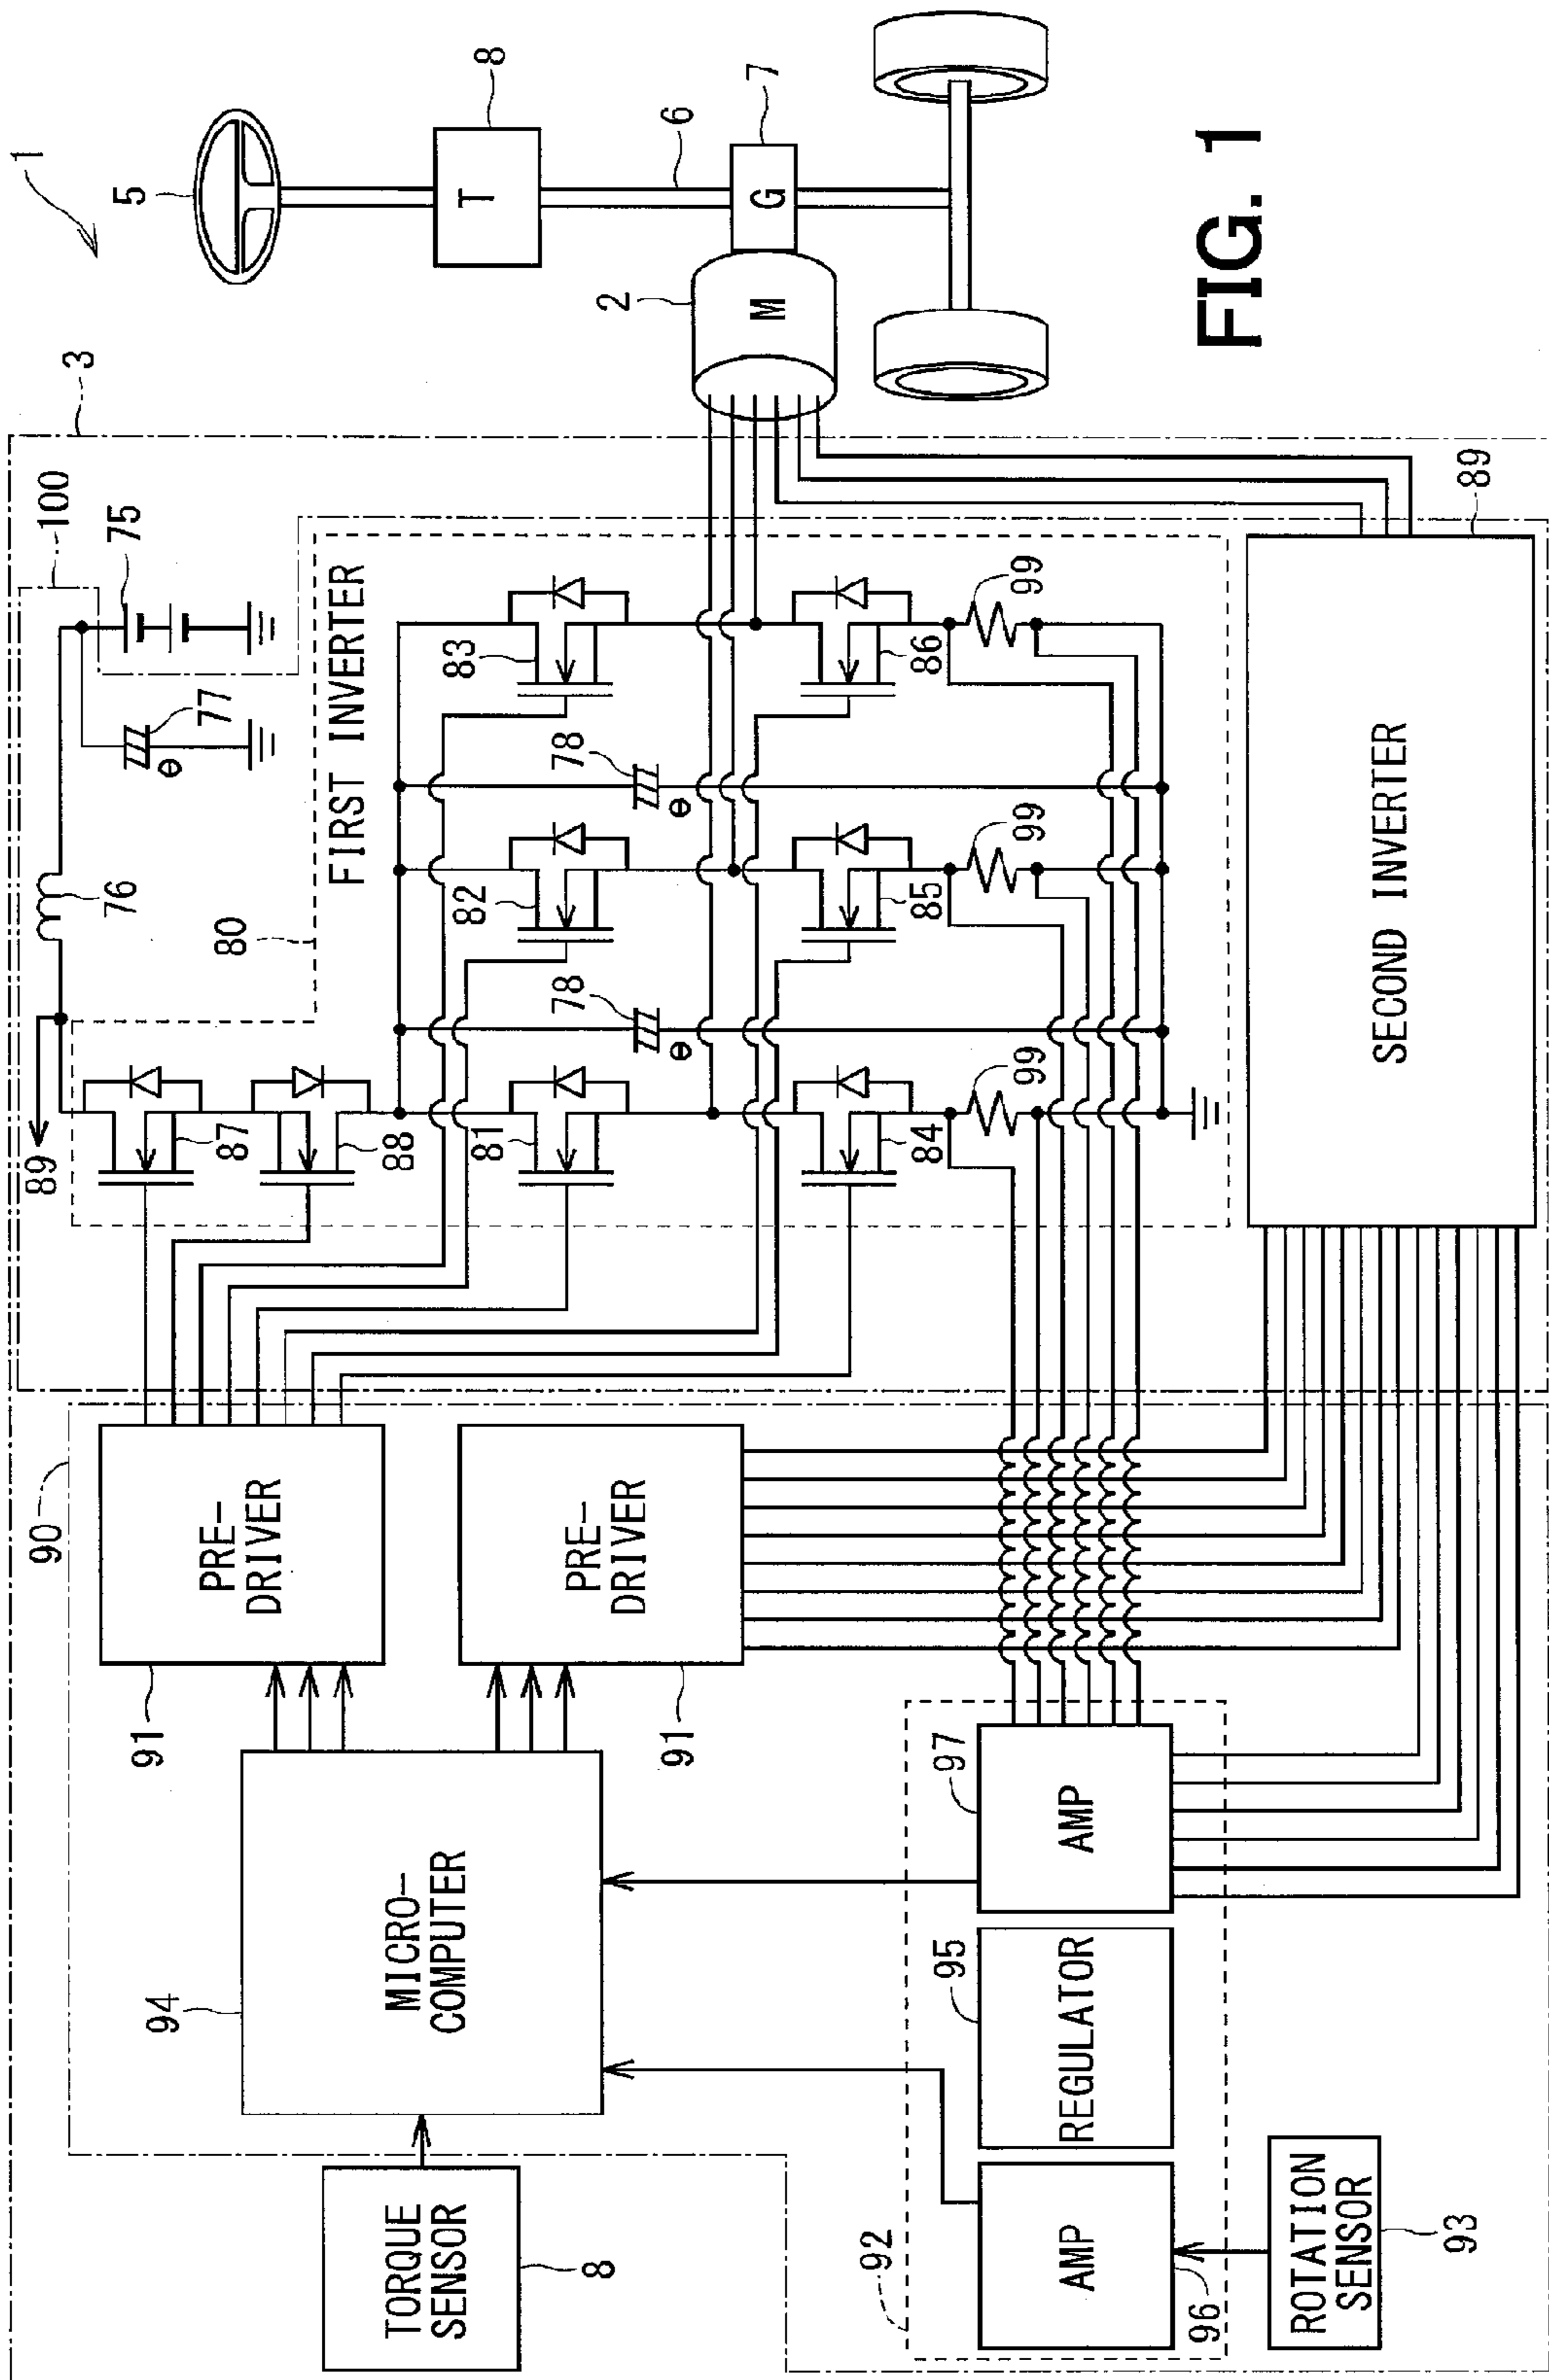 TORQUE
SENSOR
8
94
MICRO-
COMPUTER
91
PRE-
DRIVER
90
91
PRE-
DRIVER
92
AMP
96
REGULATOR
95
AMP
97
ROTATION
SENSOR
93
89
87
88
81
84
99
80
76
82
85
78
99
FIRST INVERTER
83
86
78
99
77
75
100
3
SECOND INVERTER
89
1
5
T
8
6
G
7
M
2
FIG. 1